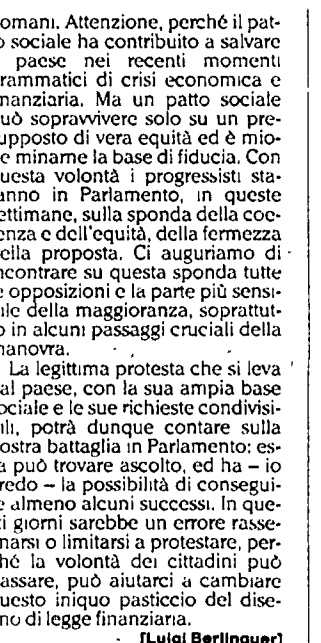 omani. Attenzione, perché il pat-
o sociale ha contribuito a salvare
paese nei recenti momenti
rammatici di crisi economica e
nanziaria. Ma un patto sociale
uò sopravvivere solo su un pre-
upposto di vera equità ed è mio-
e minarne la base di fiducia. Con
uesta volontà i progressisti sta-
anno in Parlamento, in queste
ettimane, sulla sponda della coe-
enza e dell'equità, della fermezza
ella proposta. Ci auguriamo di
ncontrare su questa sponda tutte
e opposizioni e la parte più sensi-
ile della maggioranza, soprattut-
o in alcuni passaggi cruciali della
nanovra.
La legittima protesta che si leva
al paese, con la sua ampia base
ociale e le sue richieste condivisi-
ili, potrà dunque contare sulla
ostra battaglia in Parlamento: es-
a può trovare ascolto, ed ha – io
redo – la possibilità di consegui-
e almeno alcuni successi. In que-
ti giorni sarebbe un errore rasse-
narsi o limitarsi a protestare, per-
hé la volontà dei cittadini può
assare, può aiutarci a cambiare
uesto iniquo pasticcio del dise-
no di legge finanziaria.
[Luigi Berlinguer]